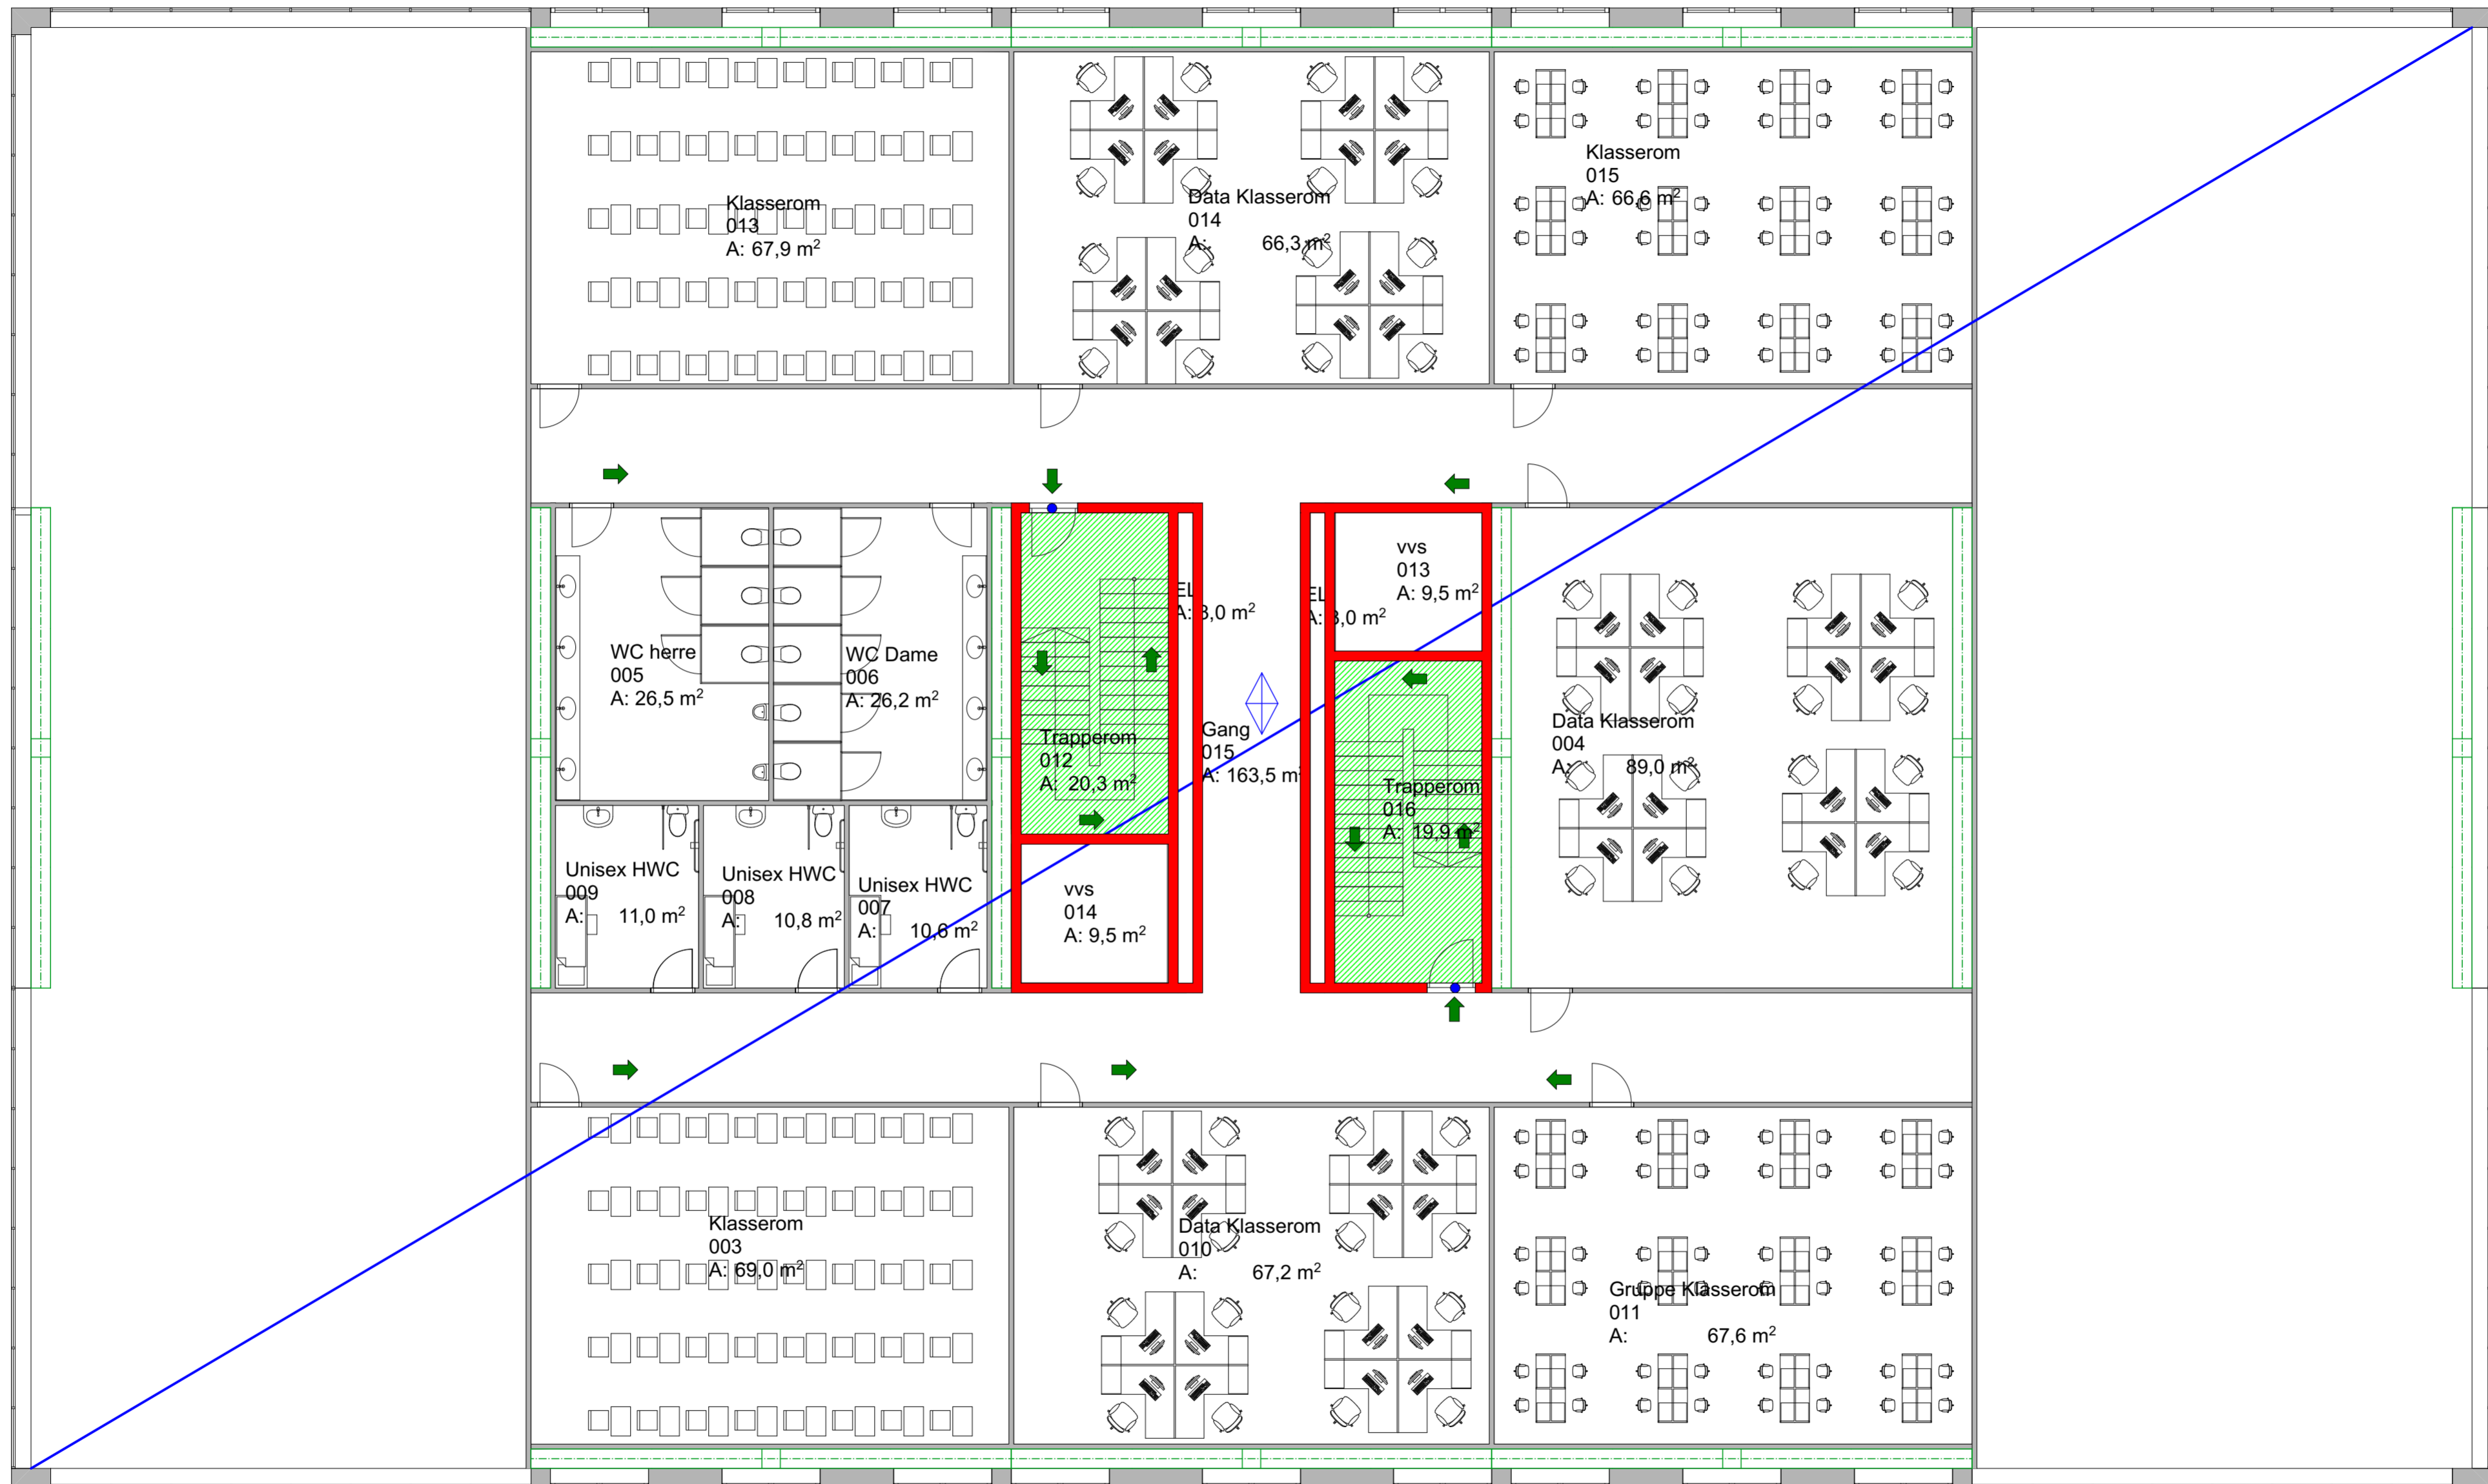 Klasserom
013
A: 67,9 m²
Data Klasserom
014
A: 66,3 m²
Klasserom
015
A: 66,6 m²
WC herre
005
A: 26,5 m²
WC Dame
006
A: 26,2 m²
Trapperom
012
A: 20,3 m²
EL
A: 3,0 m²
Gang
015
A: 163,5 m²
EL
A: 3,0 m²
vvs
013
A: 9,5 m²
Trapperom
016
A: 19,9 m²
Data Klasserom
004
A: 89,0 m²
Unisex HWC
009
A: 11,0 m²
Unisex HWC
008
A: 10,8 m²
Unisex HWC
007
A: 10,6 m²
vvs
014
A: 9,5 m²
Klasserom
003
A: 69,0 m²
Data Klasserom
010
A: 67,2 m²
Gruppe Klasserom
011
A: 67,6 m²